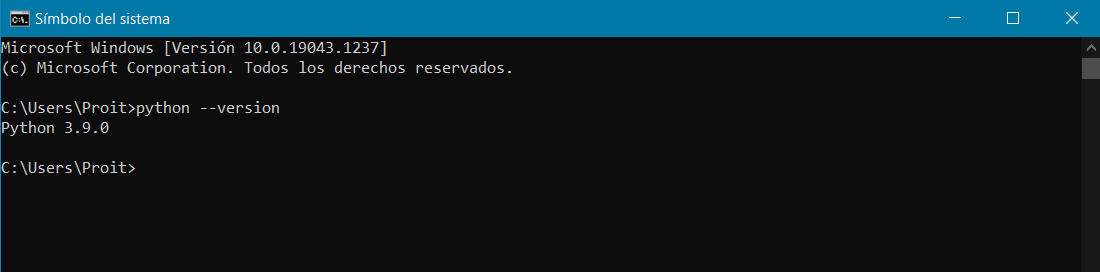 Símbolo del sistema
Microsoft Windows [Versión 10.0.19043.1237]
(c) Microsoft Corporation. Todos los derechos reservados.
C:\Users\Proit>python --version
Python 3.9.0
C:\Users\Proit>